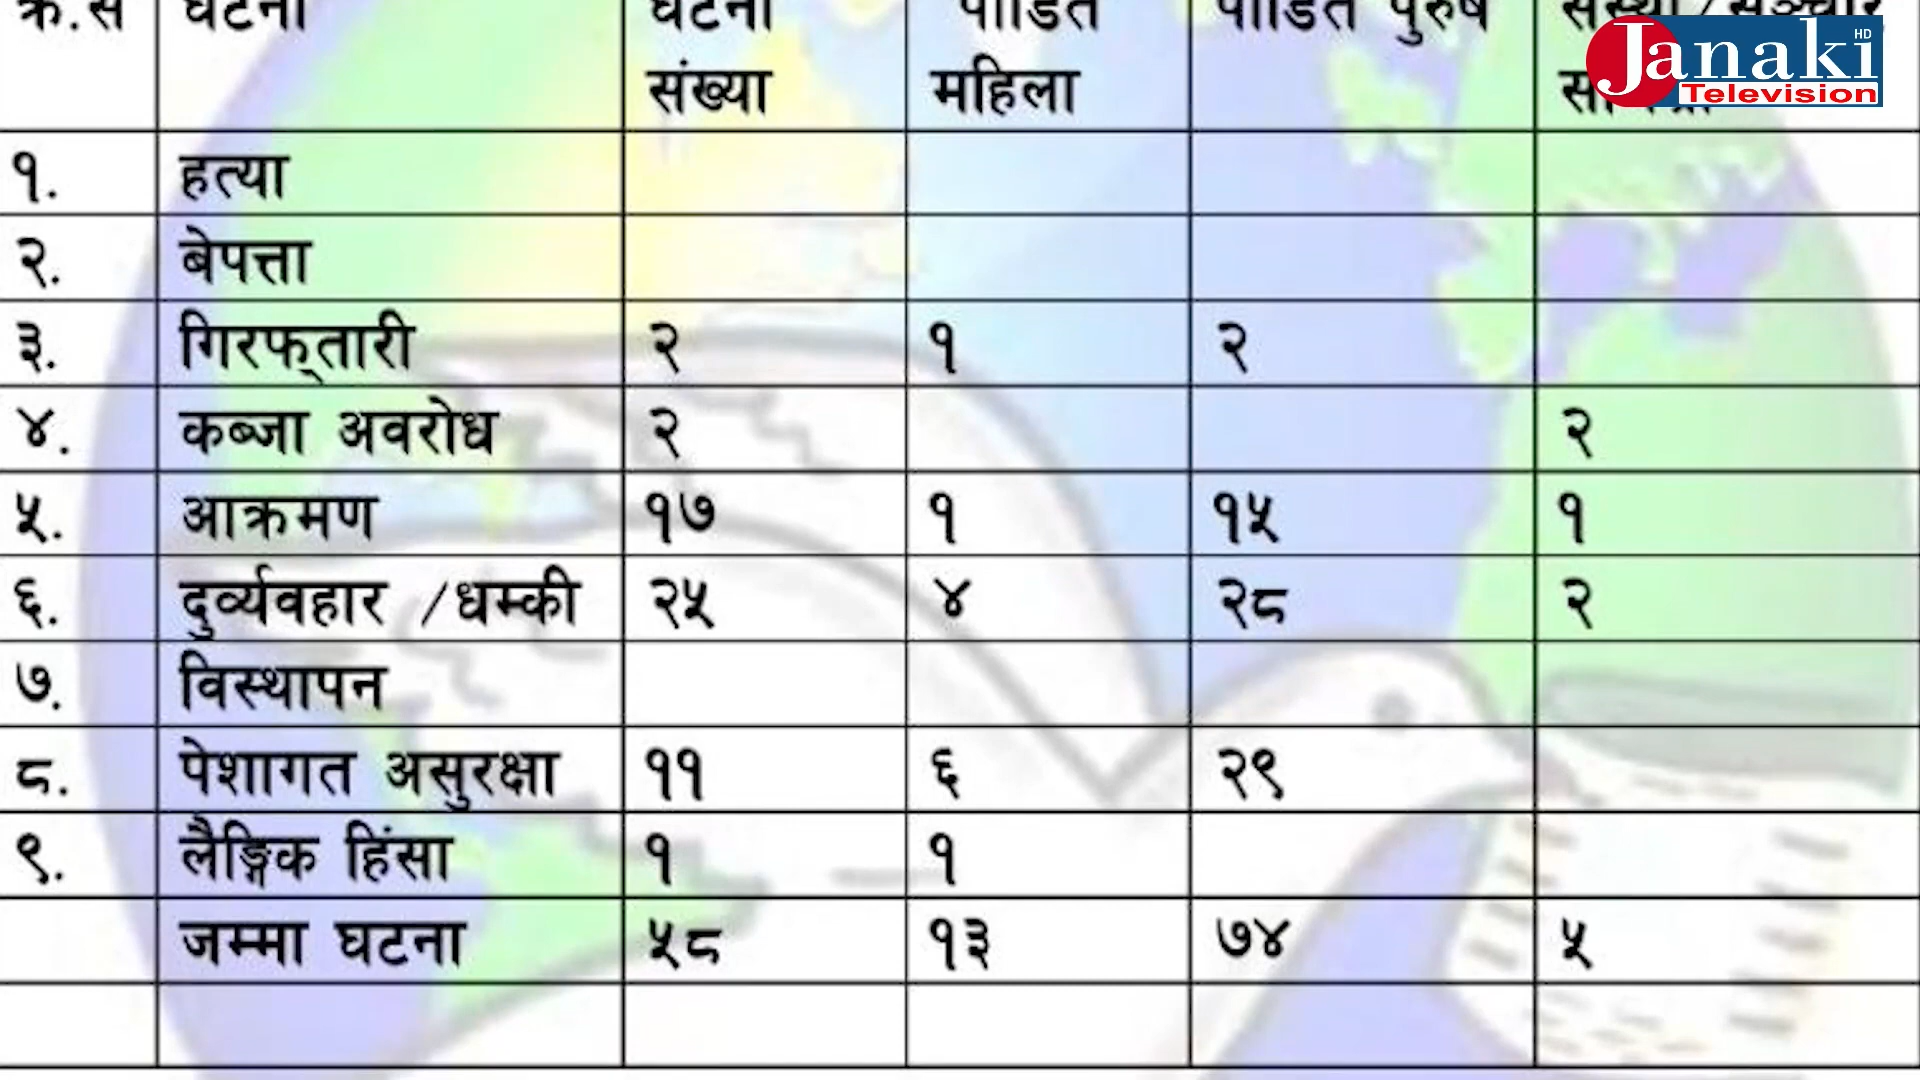 क्र.सं घटना घटना पीडित पीडित पुरुष संस्था/सञ्चार
संख्या महिला
१. हत्या
२. बेपत्ता
३. गिरफ्तारी २ १ २
४. कब्जा अवरोध २ २
५. आक्रमण १७ १ १५ १
६. दुर्व्यवहार /धम्की २५ ४ २८ २
७. विस्थापन
८. पेशागत असुरक्षा ११ ६ २९
९. लैङ्गिक हिंसा १ १
जम्मा घटना ५८ १३ ७४ ५
Janaki HD
Television